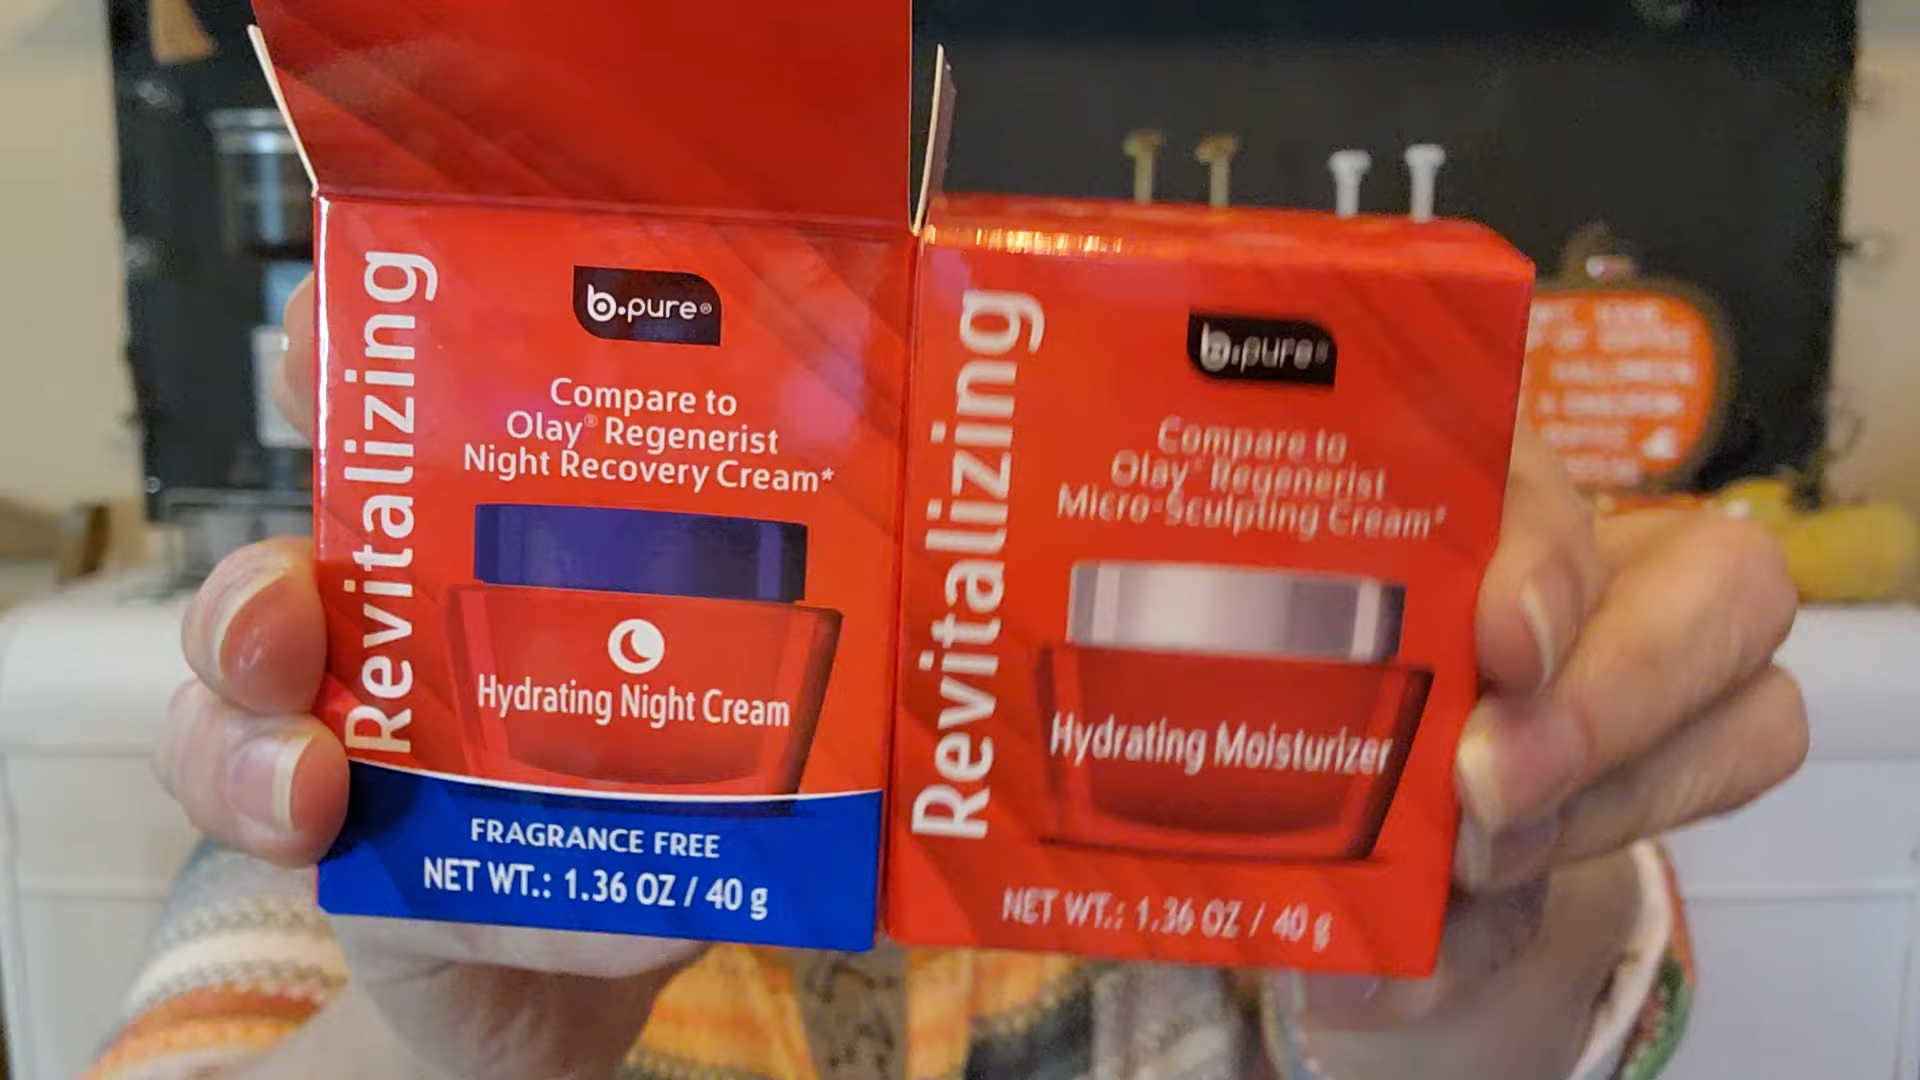 Revitalizing
b.pure®
Compare to
Olay® Regenerist
Night Recovery Cream*
Hydrating Night Cream
FRAGRANCE FREE
NET WT.: 1.36 OZ / 40 g
Revitalizing
b.pure®
Compare to
Olay® Regenerist
Micro-Sculpting Cream*
Hydrating Moisturizer
NET WT.: 1.36 OZ / 40 g
HALLOWEEN